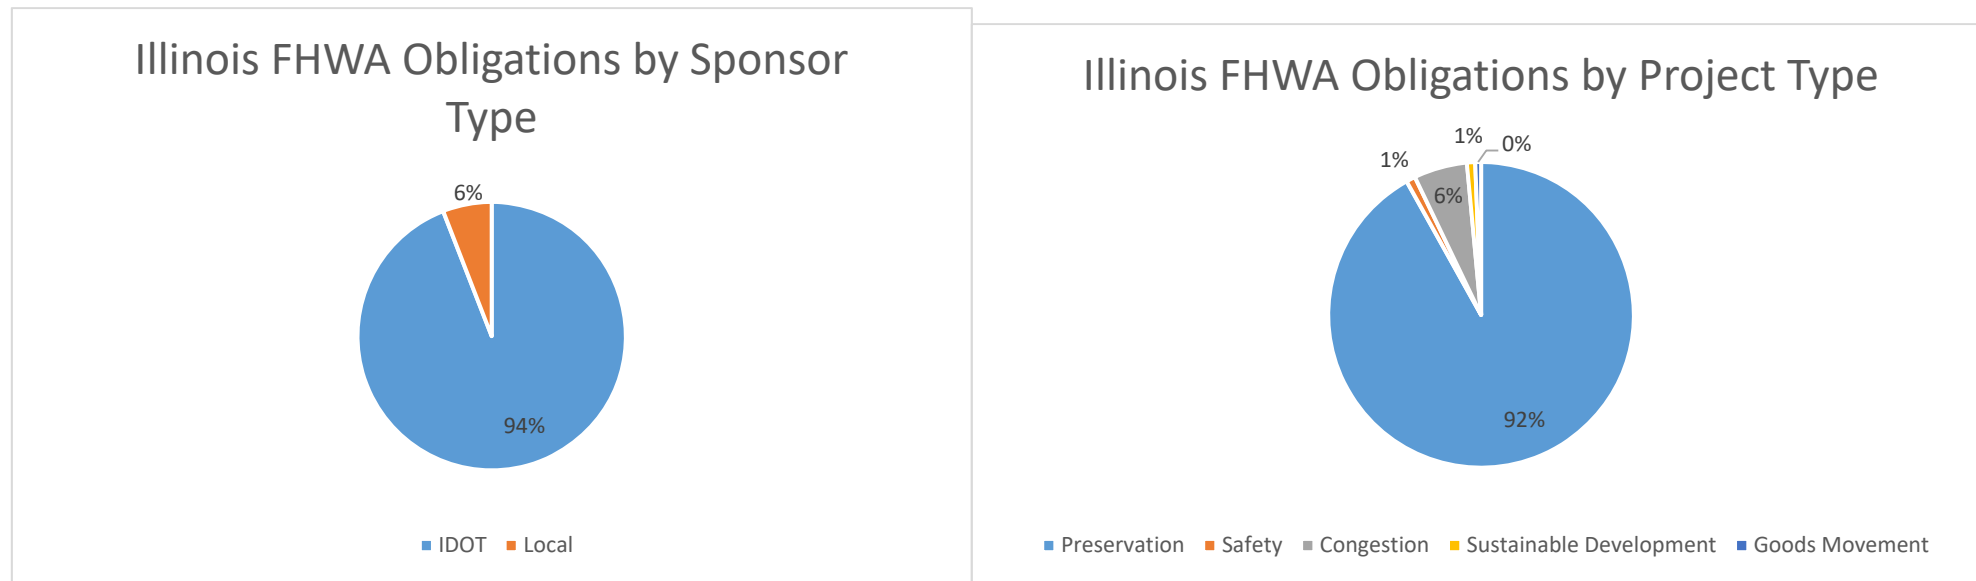 Illinois FHWA Obligations by Sponsor
Type
6%
94%
IDOT Local
Illinois FHWA Obligations by Project Type
1% 0%
1%
6%
92%
Preservation Safety Congestion Sustainable Development Goods Movement